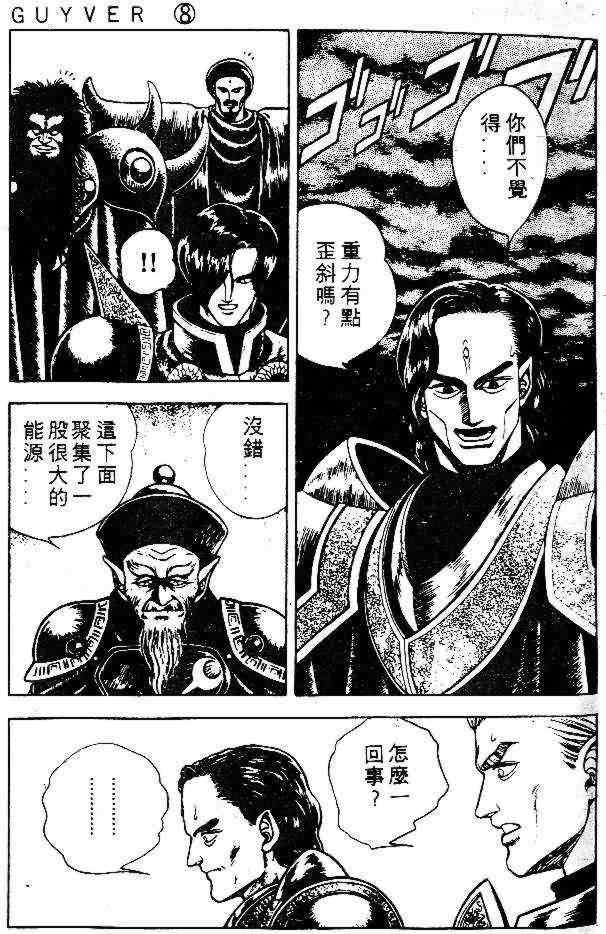 GUYVER ⑧
ゴゴゴゴ
你們不覺
得...
重力有點
歪斜嗎?
!!
沒錯...
這下面
聚集了一
股很大的
能源....
怎麼一
回事?
............